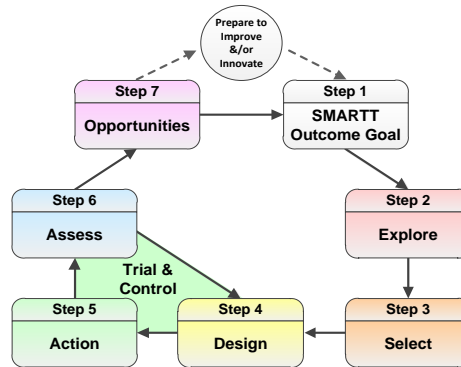 Prepare to
Improve
&/or
Innovate
Step 7
Opportunities
Step 1
SMARTT
Outcome Goal
Step 6
Assess
Step 2
Explore
Trial &
Control
Step 5
Action
Step 4
Design
Step 3
Select